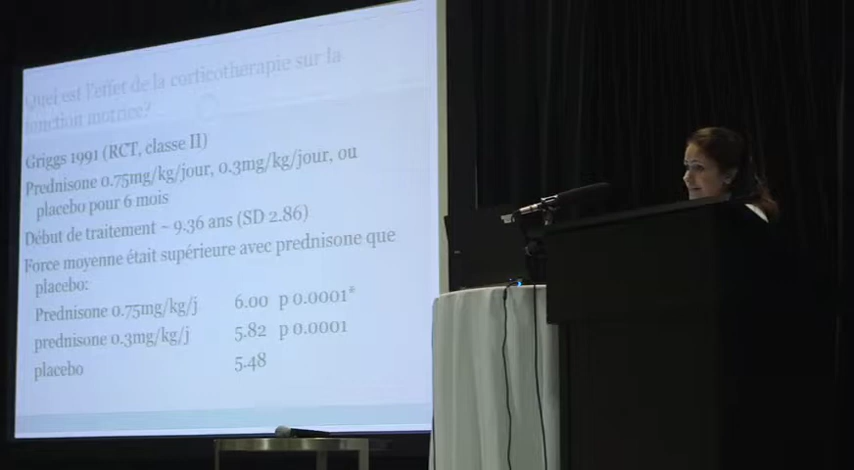 Quel est l'effet de la corticothérapie sur la
fonction motrice?
Griggs 1991 (RCT, classe II)
Prednisone 0.75mg/kg/jour, 0.3mg/kg/jour, ou
placebo pour 6 mois
Début de traitement ~ 9.36 ans (SD 2.86)
Force moyenne était supérieure avec prednisone que
placebo:
Prednisone 0.75mg/kg/j 6.00 p 0.0001*
prednisone 0.3mg/kg/j 5.82 p 0.0001
placebo 5.48